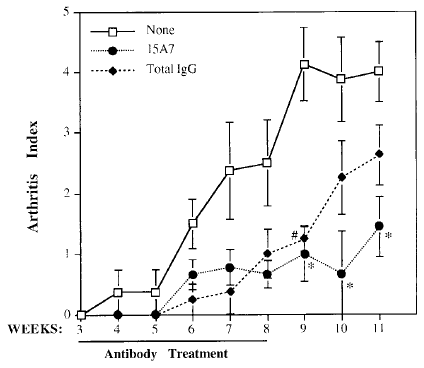 5
None
15A7
Total IgG
4
3
2
1
0
Arthritis Index
#
*
*
*
WEEKS: 3 4 5 6 7 8 9 10 11
Antibody Treatment